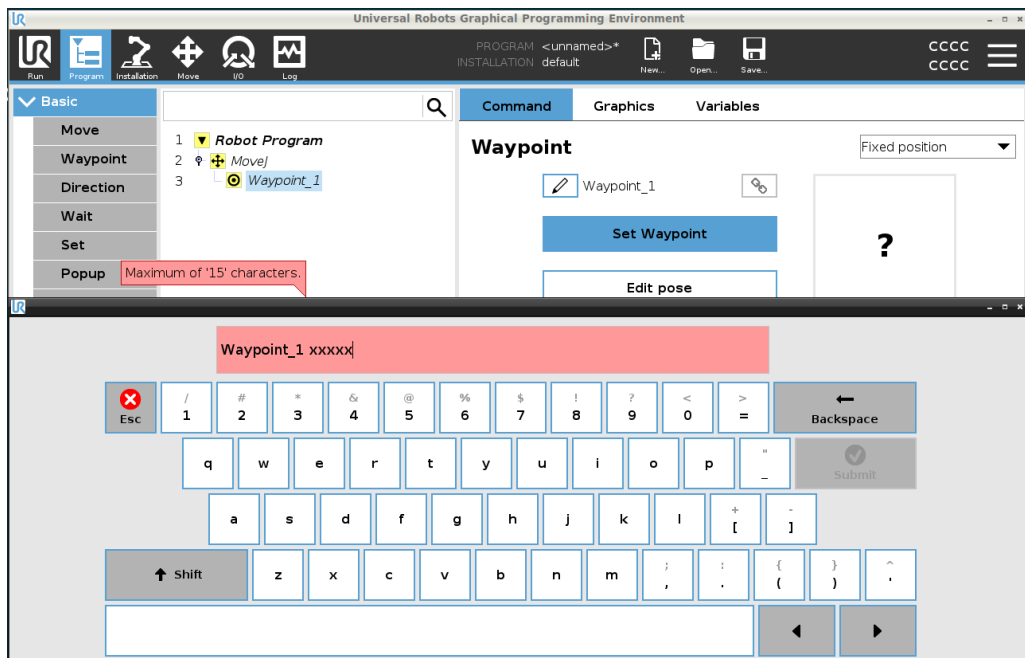 UR Universal Robots Graphical Programming Environment
UR
Run Program Installation Move I/O Log
PROGRAM <unnamed>*
INSTALLATION default
New... Open... Save...
CCCC
CCCC
Basic
Move
Waypoint
Direction
Wait
Set
Popup
1 Robot Program
2 MoveJ
3 Waypoint_1
Maximum of '15' characters.
Command Graphics Variables
Waypoint
Fixed position
Waypoint_1
Set Waypoint
?
Edit pose
UR
Waypoint_1 xxxxx
Esc
/ # * & @ % $ ! ? < >
1 2 3 4 5 6 7 8 9 0 =
Backspace
q w e r t y u i o p " _
Submit
a s d f g h j k l + [ - ]
Shift z x c v b n m ; , : . { ( } ) ^ '